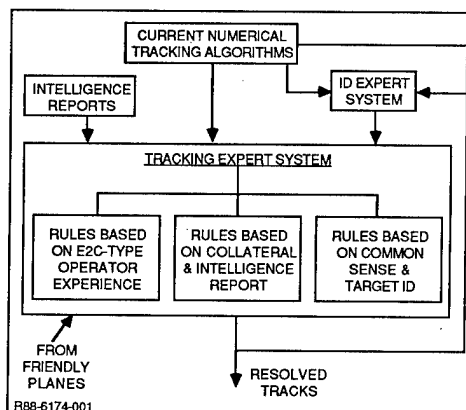 CURRENT NUMERICAL
TRACKING ALGORITHMS
INTELLIGENCE
REPORTS
ID EXPERT
SYSTEM
TRACKING EXPERT SYSTEM
RULES BASED
ON E2C-TYPE
OPERATOR
EXPERIENCE
RULES BASED
ON COLLATERAL
& INTELLIGENCE
REPORT
RULES BASED
ON COMMON
SENSE &
TARGET ID
FROM
FRIENDLY
PLANES
RESOLVED
TRACKS
R88-6174-001